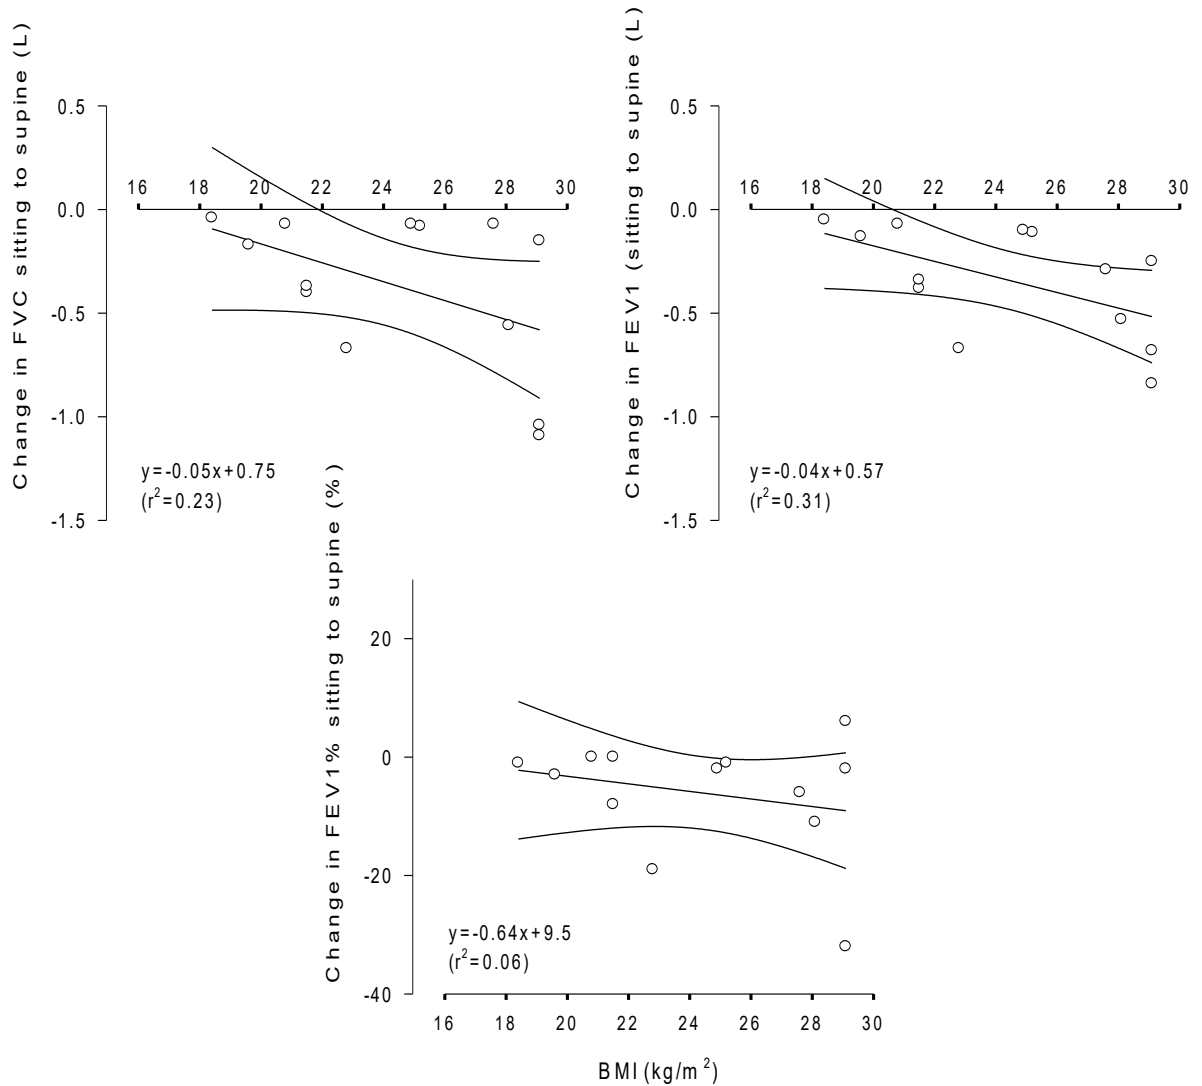 Change in FVC sitting to supine (L)
0.5
0.0
-0.5
-1.0
-1.5
16 18 20 22 24 26 28 30
y=-0.05x+0.75
(r²=0.23)
Change in FEV1 (sitting to supine (L)
0.5
0.0
-0.5
-1.0
-1.5
16 18 20 22 24 26 28 30
y=-0.04x+0.57
(r²=0.31)
Change in FEV1% sitting to supine (%)
20
0
-20
-40
y=-0.64x+9.5
(r²=0.06)
16 18 20 22 24 26 28 30
BMI (kg/m²)